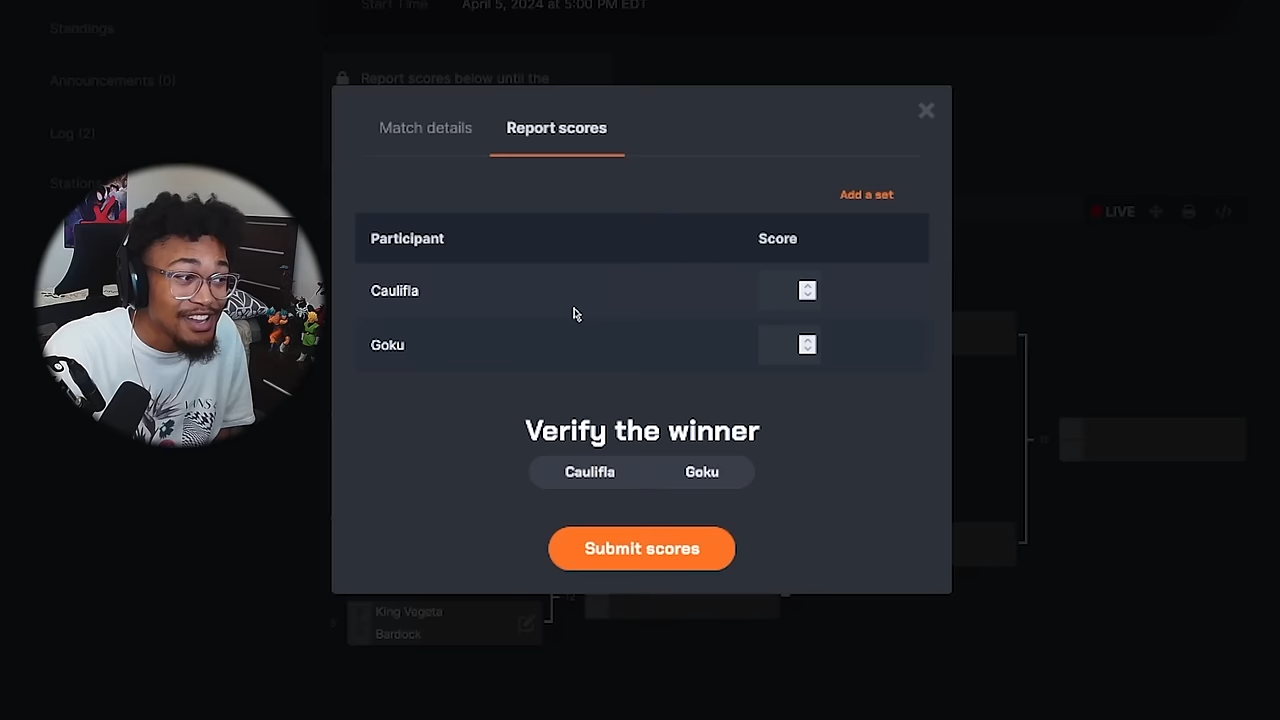 Start Time April 5, 2024 at 5:00 PM EDT
Standings
Announcements (0)
Log (2)
Stations
Report scores below until the
Match details Report scores
Add a set
LIVE
Participant Score
Caulifla
Goku
Verify the winner
Caulifla Goku
Submit scores
King Vegeta
Bardock